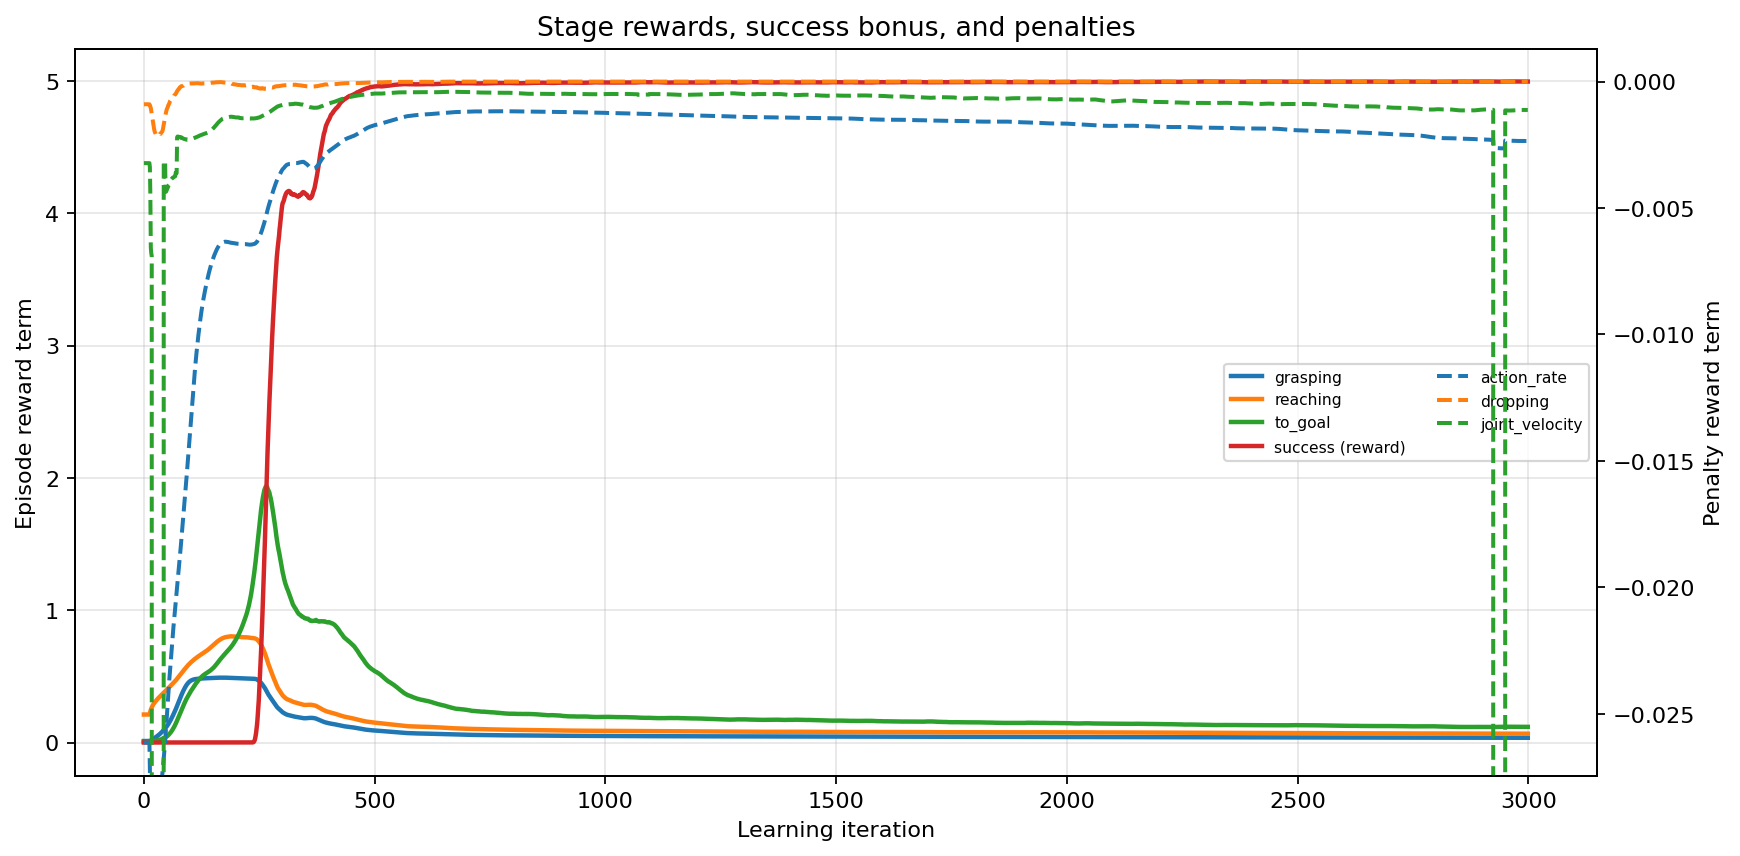 Stage rewards, success bonus, and penalties
Episode reward term
5
4
3
2
1
0
0.000
−0.005
−0.010
−0.015
−0.020
−0.025
Penalty reward term
grasping
reaching
to_goal
success (reward)
action_rate
dropping
joint_velocity
0
500
1000
1500
2000
2500
3000
Learning iteration